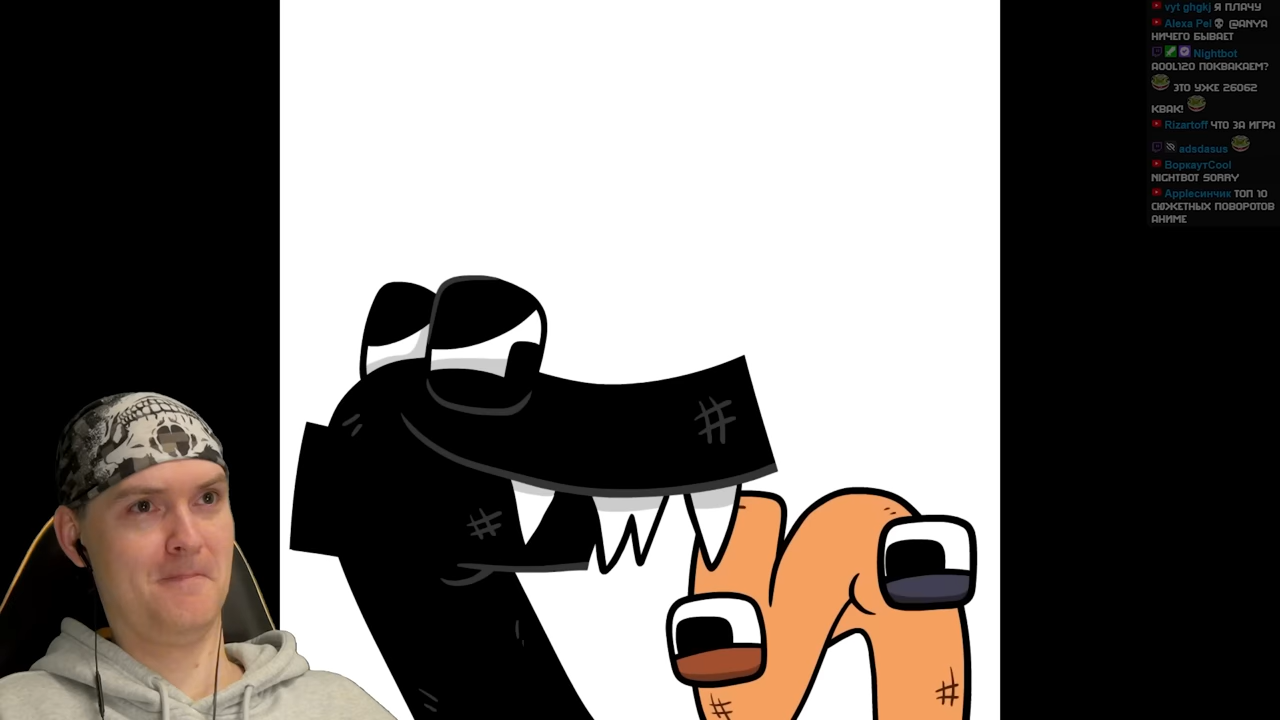 vyt ghgkj Я ПЛАЧУ
Alexa Pel @ANYA
НИЧЕГО БЫВАЕТ
Nightbot
AOOL120 ПОКВАКАЕМ?
ЭТО УЖЕ 26062
КВАК!
Rizartoff ЧТО ЗА ИГРА
adsdasus
ВоркаутCool
NIGHTBOT SORRY
Appleсинчик ТОП 10
СЮЖЕТНЫХ ПОВОРОТОВ
АНИМЕ